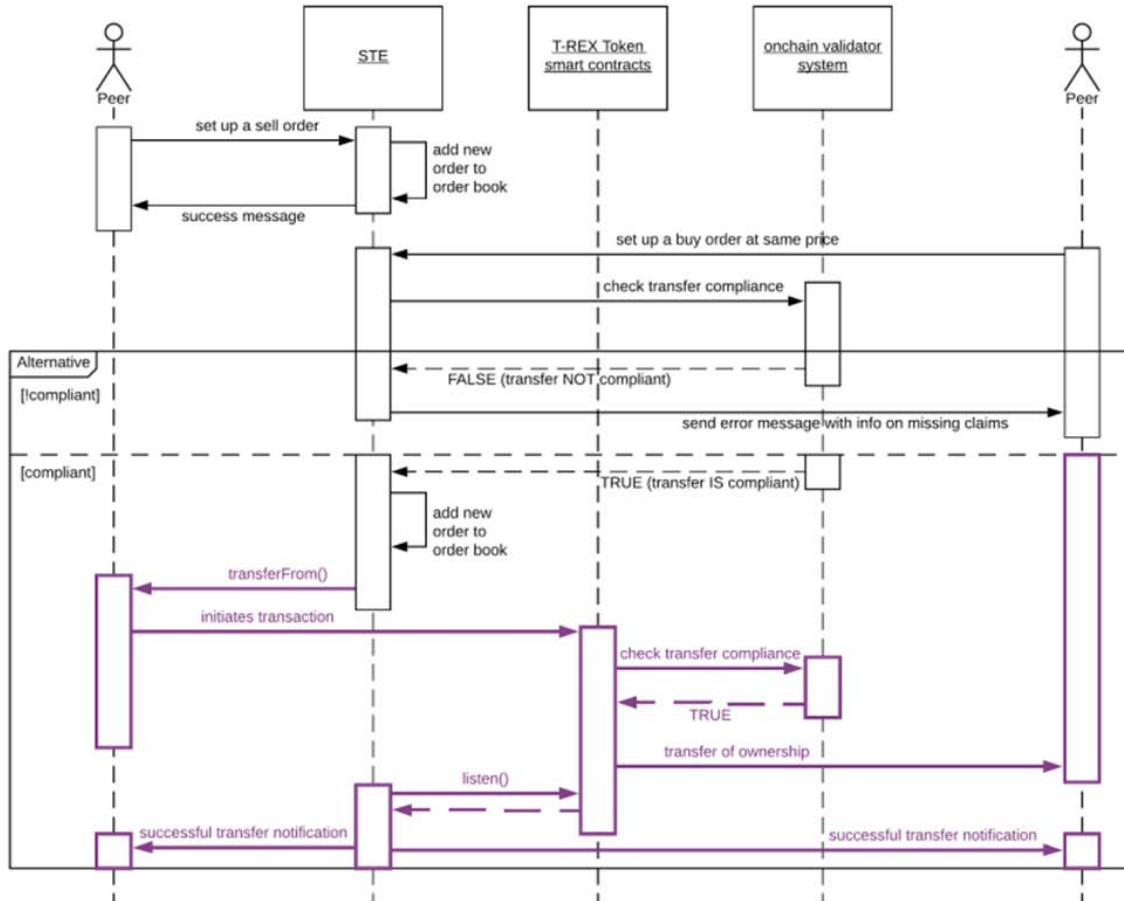 STE
T-REX Token
smart contracts
onchain validator
system
Peer
Peer
set up a sell order
add new
order to
order book
success message
set up a buy order at same price
check transfer compliance
Alternative
FALSE (transfer NOT compliant)
[!compliant]
send error message with info on missing claims
[compliant]
TRUE (transfer IS compliant)
add new
order to
order book
transferFrom()
initiates transaction
check transfer compliance
TRUE
transfer of ownership
listen()
successful transfer notification
successful transfer notification